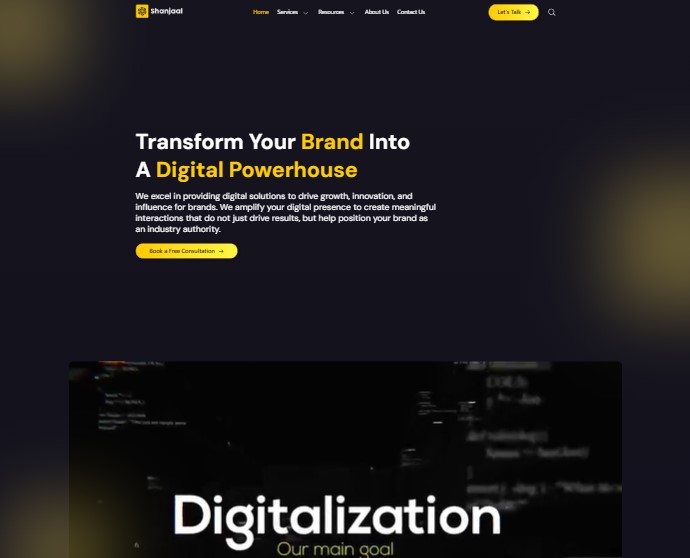 Shanjaal
Home Services Resources About Us Contact Us
Let's Talk →
Transform Your Brand Into
A Digital Powerhouse
We excel in providing digital solutions to drive growth, innovation, and
influence for brands. We amplify your digital presence to create meaningful
interactions that do not just drive results, but help position your brand as
an industry authority.
Book a Free Consultation →
Digitalization
Our main goal